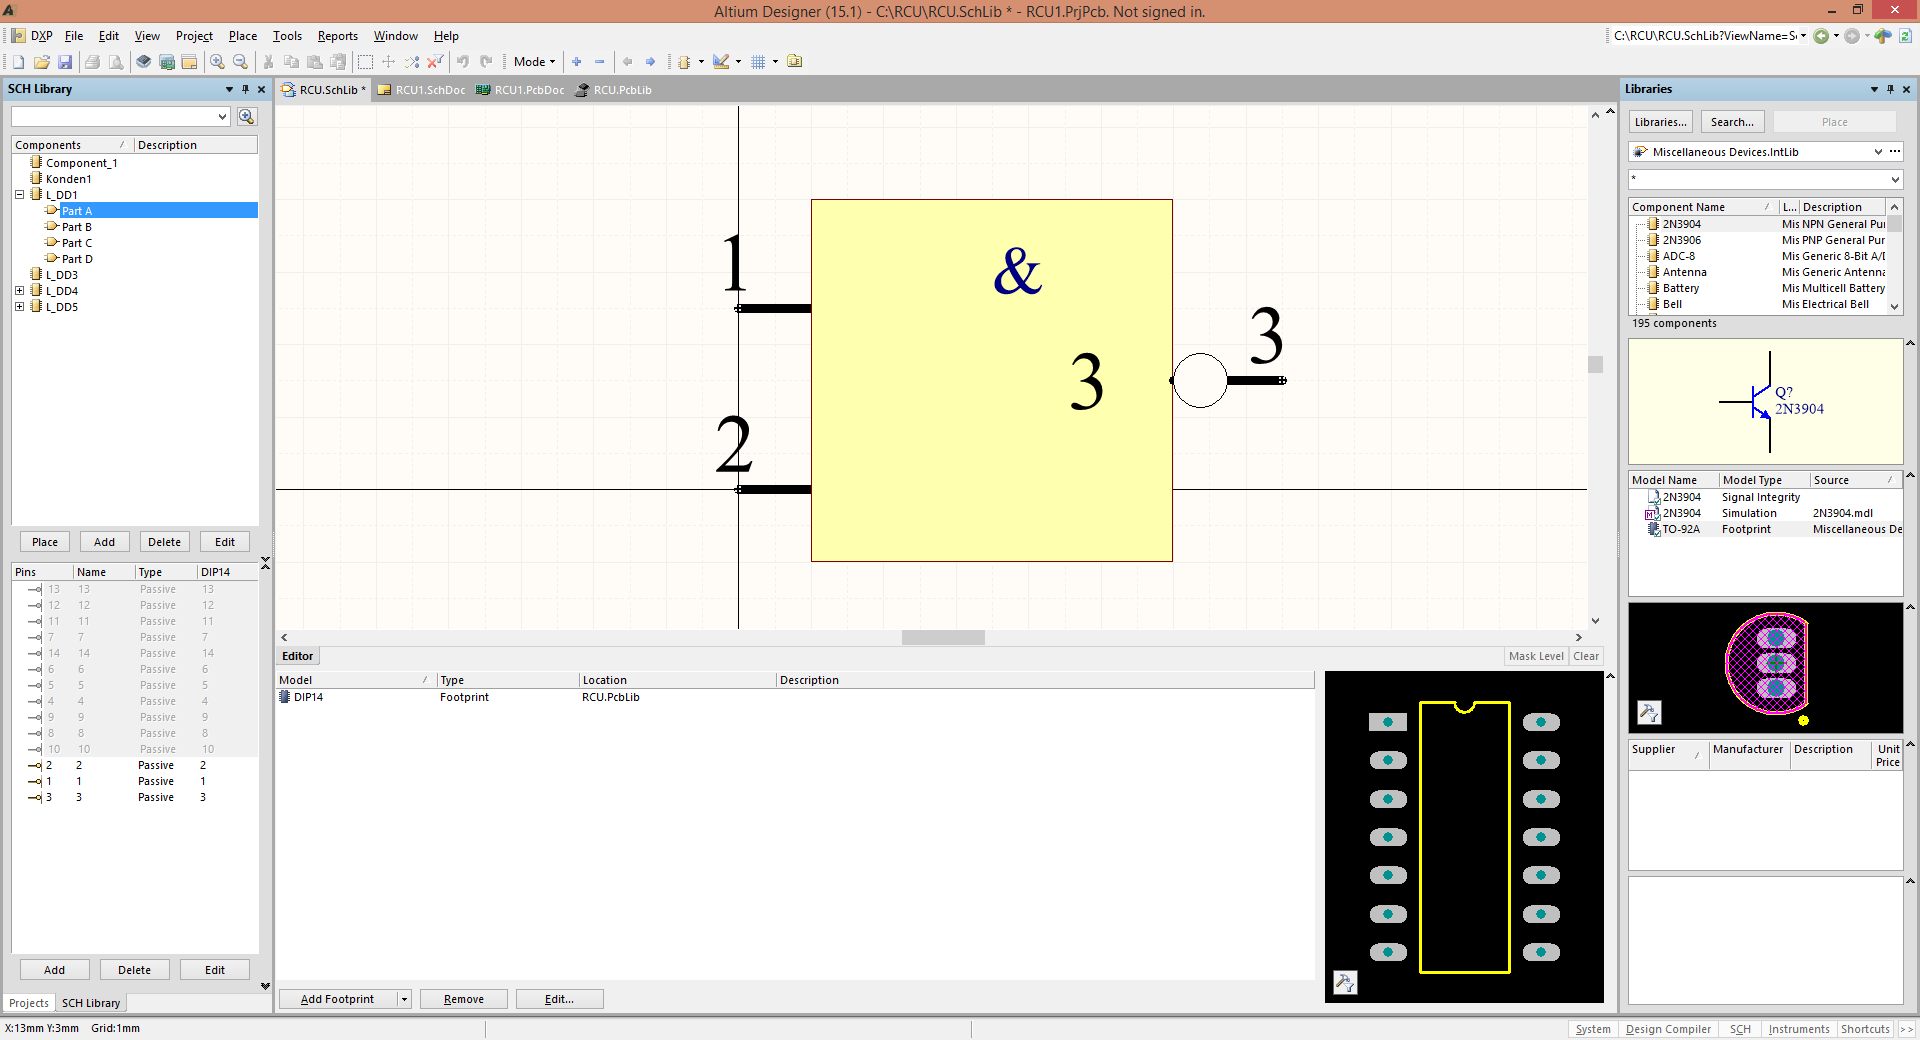 Altium Designer (15.1) - C:\RCU\RCU.SchLib * - RCU1.PrjPcb. Not signed in.
DXP File Edit View Project Place Tools Reports Window Help
C:\RCU\RCU.SchLib?ViewName=S
Mode
SCH Library
RCU.SchLib * RCU1.SchDoc RCU1.PcbDoc RCU.PcbLib
Components Description
Component_1
Konden1
L_DD1
Part A
Part B
Part C
Part D
L_DD3
L_DD4
L_DD5
Place Add Delete Edit
Pins Name Type DIP14
13 13 Passive 13
12 12 Passive 12
11 11 Passive 11
7 7 Passive 7
14 14 Passive 14
6 6 Passive 6
5 5 Passive 5
4 4 Passive 4
9 9 Passive 9
8 8 Passive 8
10 10 Passive 10
2 2 Passive 2
1 1 Passive 1
3 3 Passive 3
Add Delete Edit
Projects SCH Library
1
&
3
3
2
Editor
Mask Level Clear
Model Type Location Description
DIP14 Footprint RCU.PcbLib
Add Footprint Remove Edit...
Libraries
Libraries... Search... Place
Miscellaneous Devices.IntLib ...
*
Component Name L... Description
2N3904 Mis NPN General Pur
2N3906 Mis PNP General Pur
ADC-8 Mis Generic 8-Bit A/D
Antenna Mis Generic Antenna
Battery Mis Multicell Battery
Bell Mis Electrical Bell
195 components
Q?
2N3904
Model Name Model Type Source
2N3904 Signal Integrity
2N3904 Simulation 2N3904.mdl
TO-92A Footprint Miscellaneous De
Supplier Manufacturer Description Unit Price
X:13mm Y:3mm Grid:1mm
System Design Compiler SCH Instruments Shortcuts >>